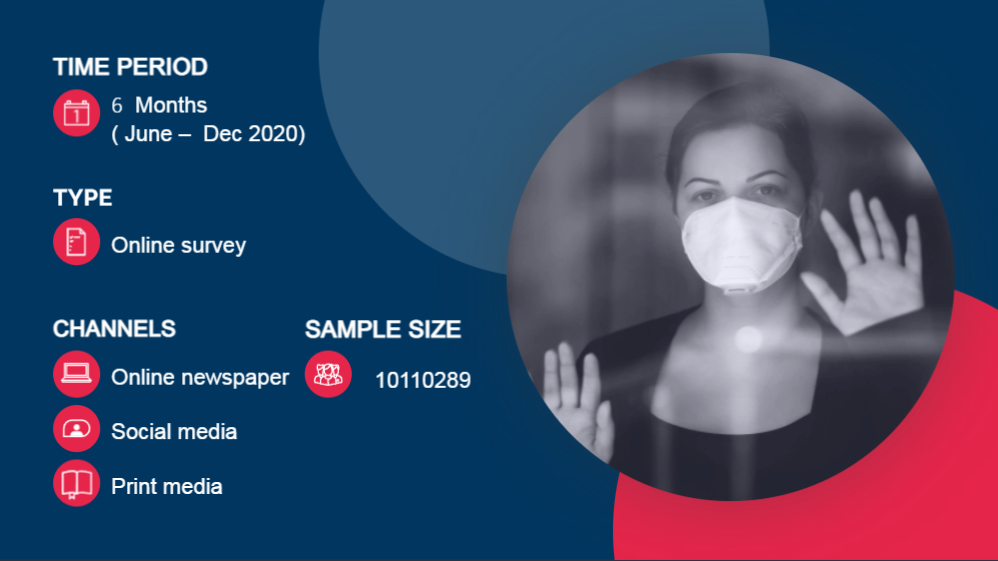 TIME PERIOD
6 Months
( June – Dec 2020)
TYPE
Online survey
CHANNELS
Online newspaper
Social media
Print media
SAMPLE SIZE
10110289